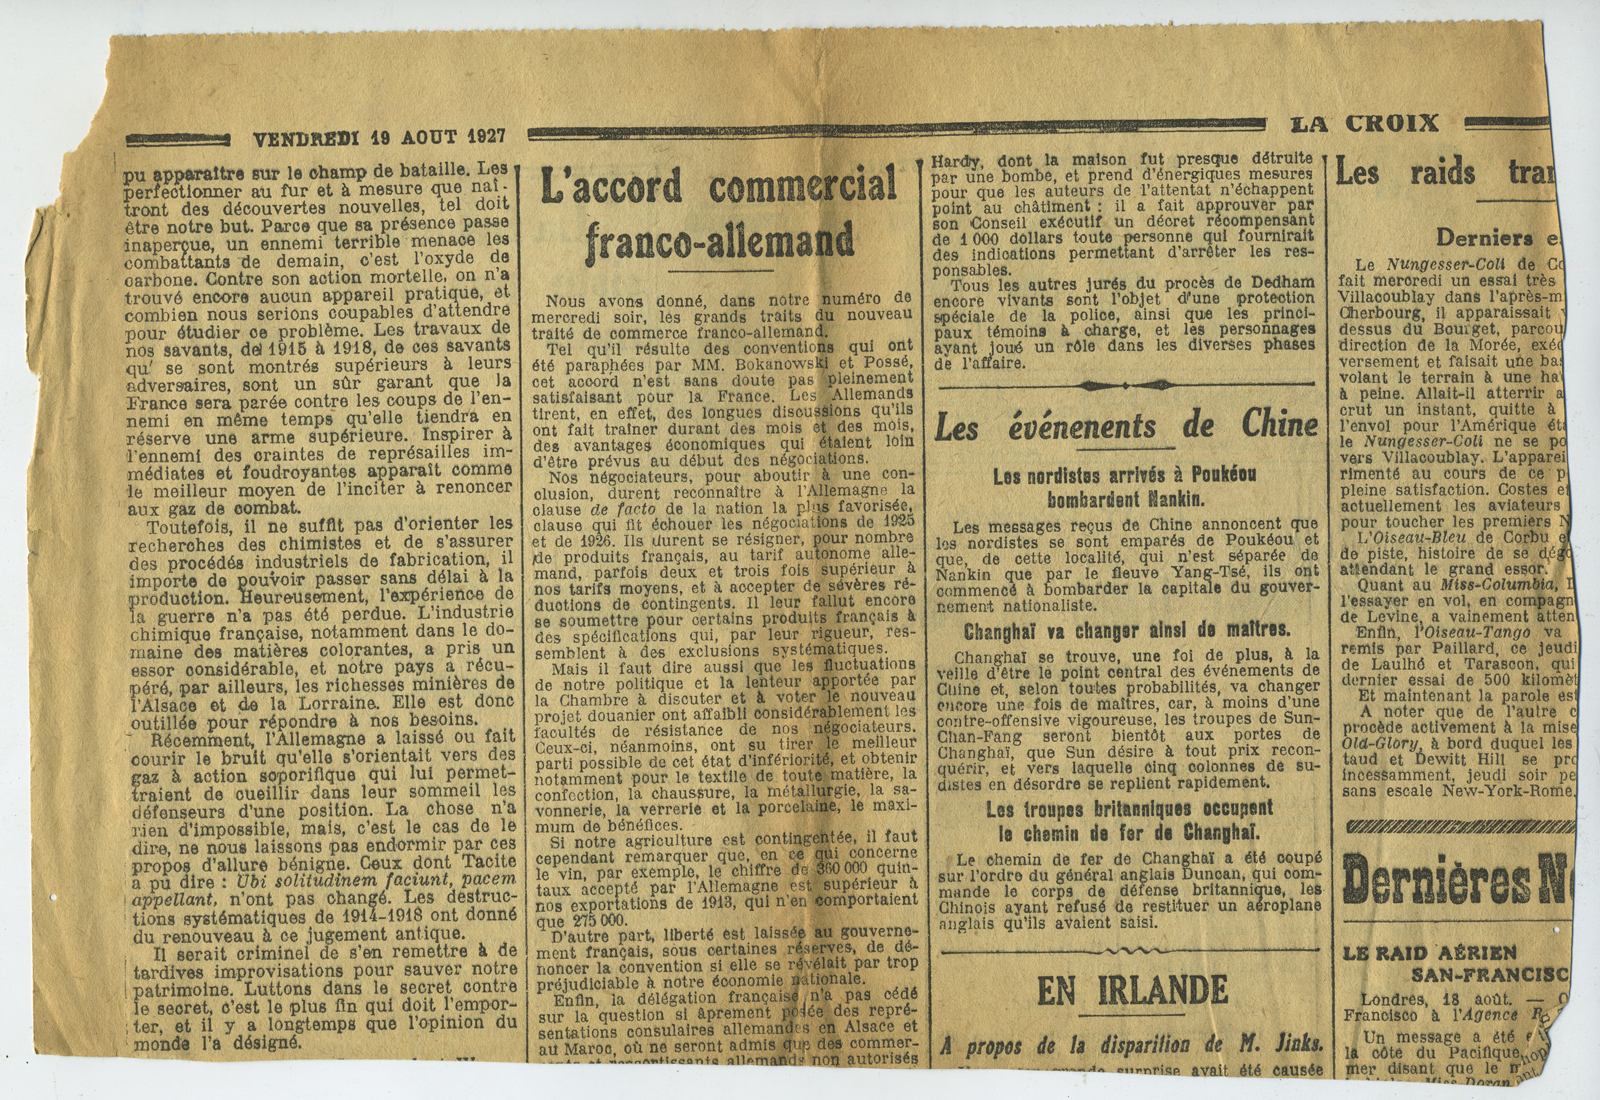 VENDREDI 19 AOUT 1927
LA CROIX
pu apparaître sur le champ de bataille. Les
perfectionner au fur et à mesure que naî-
tront des découvertes nouvelles, tel doit
être notre but. Parce que sa présence passe
inaperçue, un ennemi terrible menace les
combattants de demain, c'est l'oxyde de
carbone. Contre son action mortelle, on n'a
trouvé encore aucun appareil pratique, et
combien nous serions coupables d'attendre
pour étudier ce problème. Les travaux de
nos savants, de 1915 à 1918, de ces savants
qu' se sont montrés supérieurs à leurs
adversaires, sont un sûr garant que la
France sera parée contre les coups de l'en-
nemi en même temps qu'elle tiendra en
réserve une arme supérieure. Inspirer à
l'ennemi des craintes de représailles im-
médiates et foudroyantes apparaît comme
le meilleur moyen de l'inciter à renoncer
aux gaz de combat.
Toutefois, il ne suffit pas d'orienter les
recherches des chimistes et de s'assurer
des procédés industriels de fabrication, il
importe de pouvoir passer sans délai à la
production. Heureusement, l'expérience de
la guerre n'a pas été perdue. L'industrie
chimique française, notamment dans le do-
maine des matières colorantes, a pris un
essor considérable, et notre pays a récu-
péré, par ailleurs, les richesses minières de
l'Alsace et de la Lorraine. Elle est donc
outillée pour répondre à nos besoins.
Récemment, l'Allemagne a laissé ou fait
courir le bruit qu'elle s'orientait vers des
gaz à action soporifique qui lui permet-
traient de cueillir dans leur sommeil les
défenseurs d'une position. La chose n'a
rien d'impossible, mais, c'est le cas de le
dire, ne nous laissons pas endormir par ces
propos d'allure bénigne. Ceux dont Tacite
a pu dire : Ubi solitudinem faciunt, pacem
appellant, n'ont pas changé. Les destruc-
tions systématiques de 1914-1918 ont donné
du renouveau à ce jugement antique.
Il serait criminel de s'en remettre à de
tardives improvisations pour sauver notre
patrimoine. Luttons dans le secret contre
le secret, c'est le plus fin qui doit l'empor-
ter, et il y a longtemps que l'opinion du
monde l'a désigné.
L'accord commercial
franco-allemand
Nous avons donné, dans notre numéro de
mercredi soir, les grands traits du nouveau
traité de commerce franco-allemand.
Tel qu'il résulte des conventions qui ont
été paraphées par MM. Bokanowski et Possé,
cet accord n'est sans doute pas pleinement
satisfaisant pour la France. Les Allemands
tirent, en effet, des longues discussions qu'ils
ont fait traîner durant des mois et des mois,
des avantages économiques qui étaient loin
d'être prévus au début des négociations.
Nos négociateurs, pour aboutir à une con-
clusion, durent reconnaître à l'Allemagne la
clause de facto de la nation la plus favorisée,
clause qui fit échouer les négociations de 1925
et de 1926. Ils durent se résigner, pour nombre
de produits français, au tarif autonome alle-
mand, parfois deux et trois fois supérieur à
nos tarifs moyens, et à accepter de sévères ré-
ductions de contingents. Il leur fallut encore
se soumettre pour certains produits français à
des spécifications qui, par leur rigueur, res-
semblent à des exclusions systématiques.
Mais il faut dire aussi que les fluctuations
de notre politique et la lenteur apportée par
la Chambre à discuter et à voter le nouveau
projet douanier ont affaibli considérablement les
facultés de résistance de nos négociateurs.
Ceux-ci, néanmoins, ont su tirer le meilleur
parti possible de cet état d'infériorité, et obtenir
notamment pour le textile de toute matière, la
confection, la chaussure, la métallurgie, la sa-
vonnerie, la verrerie et la porcelaine, le maxi-
mum de bénéfices.
Si notre agriculture est contingentée, il faut
cependant remarquer que, en ce qui concerne
le vin, par exemple, le chiffre de 360 000 quin-
taux accepté par l'Allemagne est supérieur à
nos exportations de 1913, qui n'en comportaient
que 275 000.
D'autre part, liberté est laissée au gouverne-
ment français, sous certaines réserves, de dé-
noncer la convention si elle se révélait par trop
préjudiciable à notre économie nationale.
Enfin, la délégation française n'a pas cédé
sur la question si âprement posée des repré-
sentations consulaires allemandes en Alsace et
au Maroc, où ne seront admis que des commer-
ressortissants allemands non autorisés
Hardy, dont la maison fut presque détruite
par une bombe, et prend d'énergiques mesures
pour que les auteurs de l'attentat n'échappent
point au châtiment : il a fait approuver par
son Conseil exécutif un décret récompensant
de 1 000 dollars toute personne qui fournirait
des indications permettant d'arrêter les res-
ponsables.
Tous les autres jurés du procès de Dedham
encore vivants sont l'objet d'une protection
spéciale de la police, ainsi que les princi-
paux témoins à charge, et les personnages
ayant joué un rôle dans les diverses phases
de l'affaire.
Les événenents de Chine
Les nordistes arrivés à Poukéou
bombardent Nankin.
Les messages reçus de Chine annoncent que
les nordistes se sont emparés de Poukéou et
que, de cette localité, qui n'est séparée de
Nankin que par le fleuve Yang-Tsé, ils ont
commencé à bombarder la capitale du gouver-
nement nationaliste.
Changhaï va changer ainsi de maîtres.
Changhaï se trouve, une foi de plus, à la
veille d'être le point central des événements de
Chine et, selon toutes probabilités, va changer
encore une fois de maîtres, car, à moins d'une
contre-offensive vigoureuse, les troupes de Sun-
Chan-Fang seront bientôt aux portes de
Changhaï, que Sun désire à tout prix recon-
quérir, et vers laquelle cinq colonnes de su-
distes en désordre se replient rapidement.
Les troupes britanniques occupent
le chemin de fer de Changhaï.
Le chemin de fer de Changhaï a été coupé
sur l'ordre du général anglais Duncan, qui com-
mande le corps de défense britannique, les
Chinois ayant refusé de restituer un aéroplane
anglais qu'ils avaient saisi.
EN IRLANDE
A propos de la disparition de M. Jinks.
surprise avait été causée
Les raids tran
Derniers e
Le Nungesser-Coli de Co
fait mercredi un essai très
Villacoublay dans l'après-m
Cherbourg, il apparaissait
dessus du Bourget, parcou
direction de la Morée, exéc
versement et faisait une bas
volant le terrain à une ha
à peine. Allait-il atterrir a
crut un instant, quitte à
l'envol pour l'Amérique éta
le Nungesser-Coli ne se po
vers Villacoublay. L'apparei
rimenté au cours de ce p
pleine satisfaction. Costes et
actuellement les aviateurs
pour toucher les premiers N
L'Oiseau-Bleu de Corbu e
de piste, histoire de se dégo
attendant le grand essor.
Quant au Miss-Columbia,
l'essayer en vol, en compagn
de Levine, a vainement atten
Enfin, l'Oiseau-Tango va
remis par Paillard, ce jeudi
de Laulhé et Tarascon, qui
dernier essai de 500 kilomèt
Et maintenant la parole est
A noter que de l'autre c
procède activement à la mise
Old-Glory, à bord duquel les
taud et Dewitt Hill se pro
incessamment, jeudi soir pe
sans escale New-York-Rome.
Dernières No
LE RAID AÉRIEN
SAN-FRANCISC
Londres, 18 août. — O
Francisco à l'Agence R
Un message a été
la côte du Pacifique,
mer disant que le m
Miss Doran